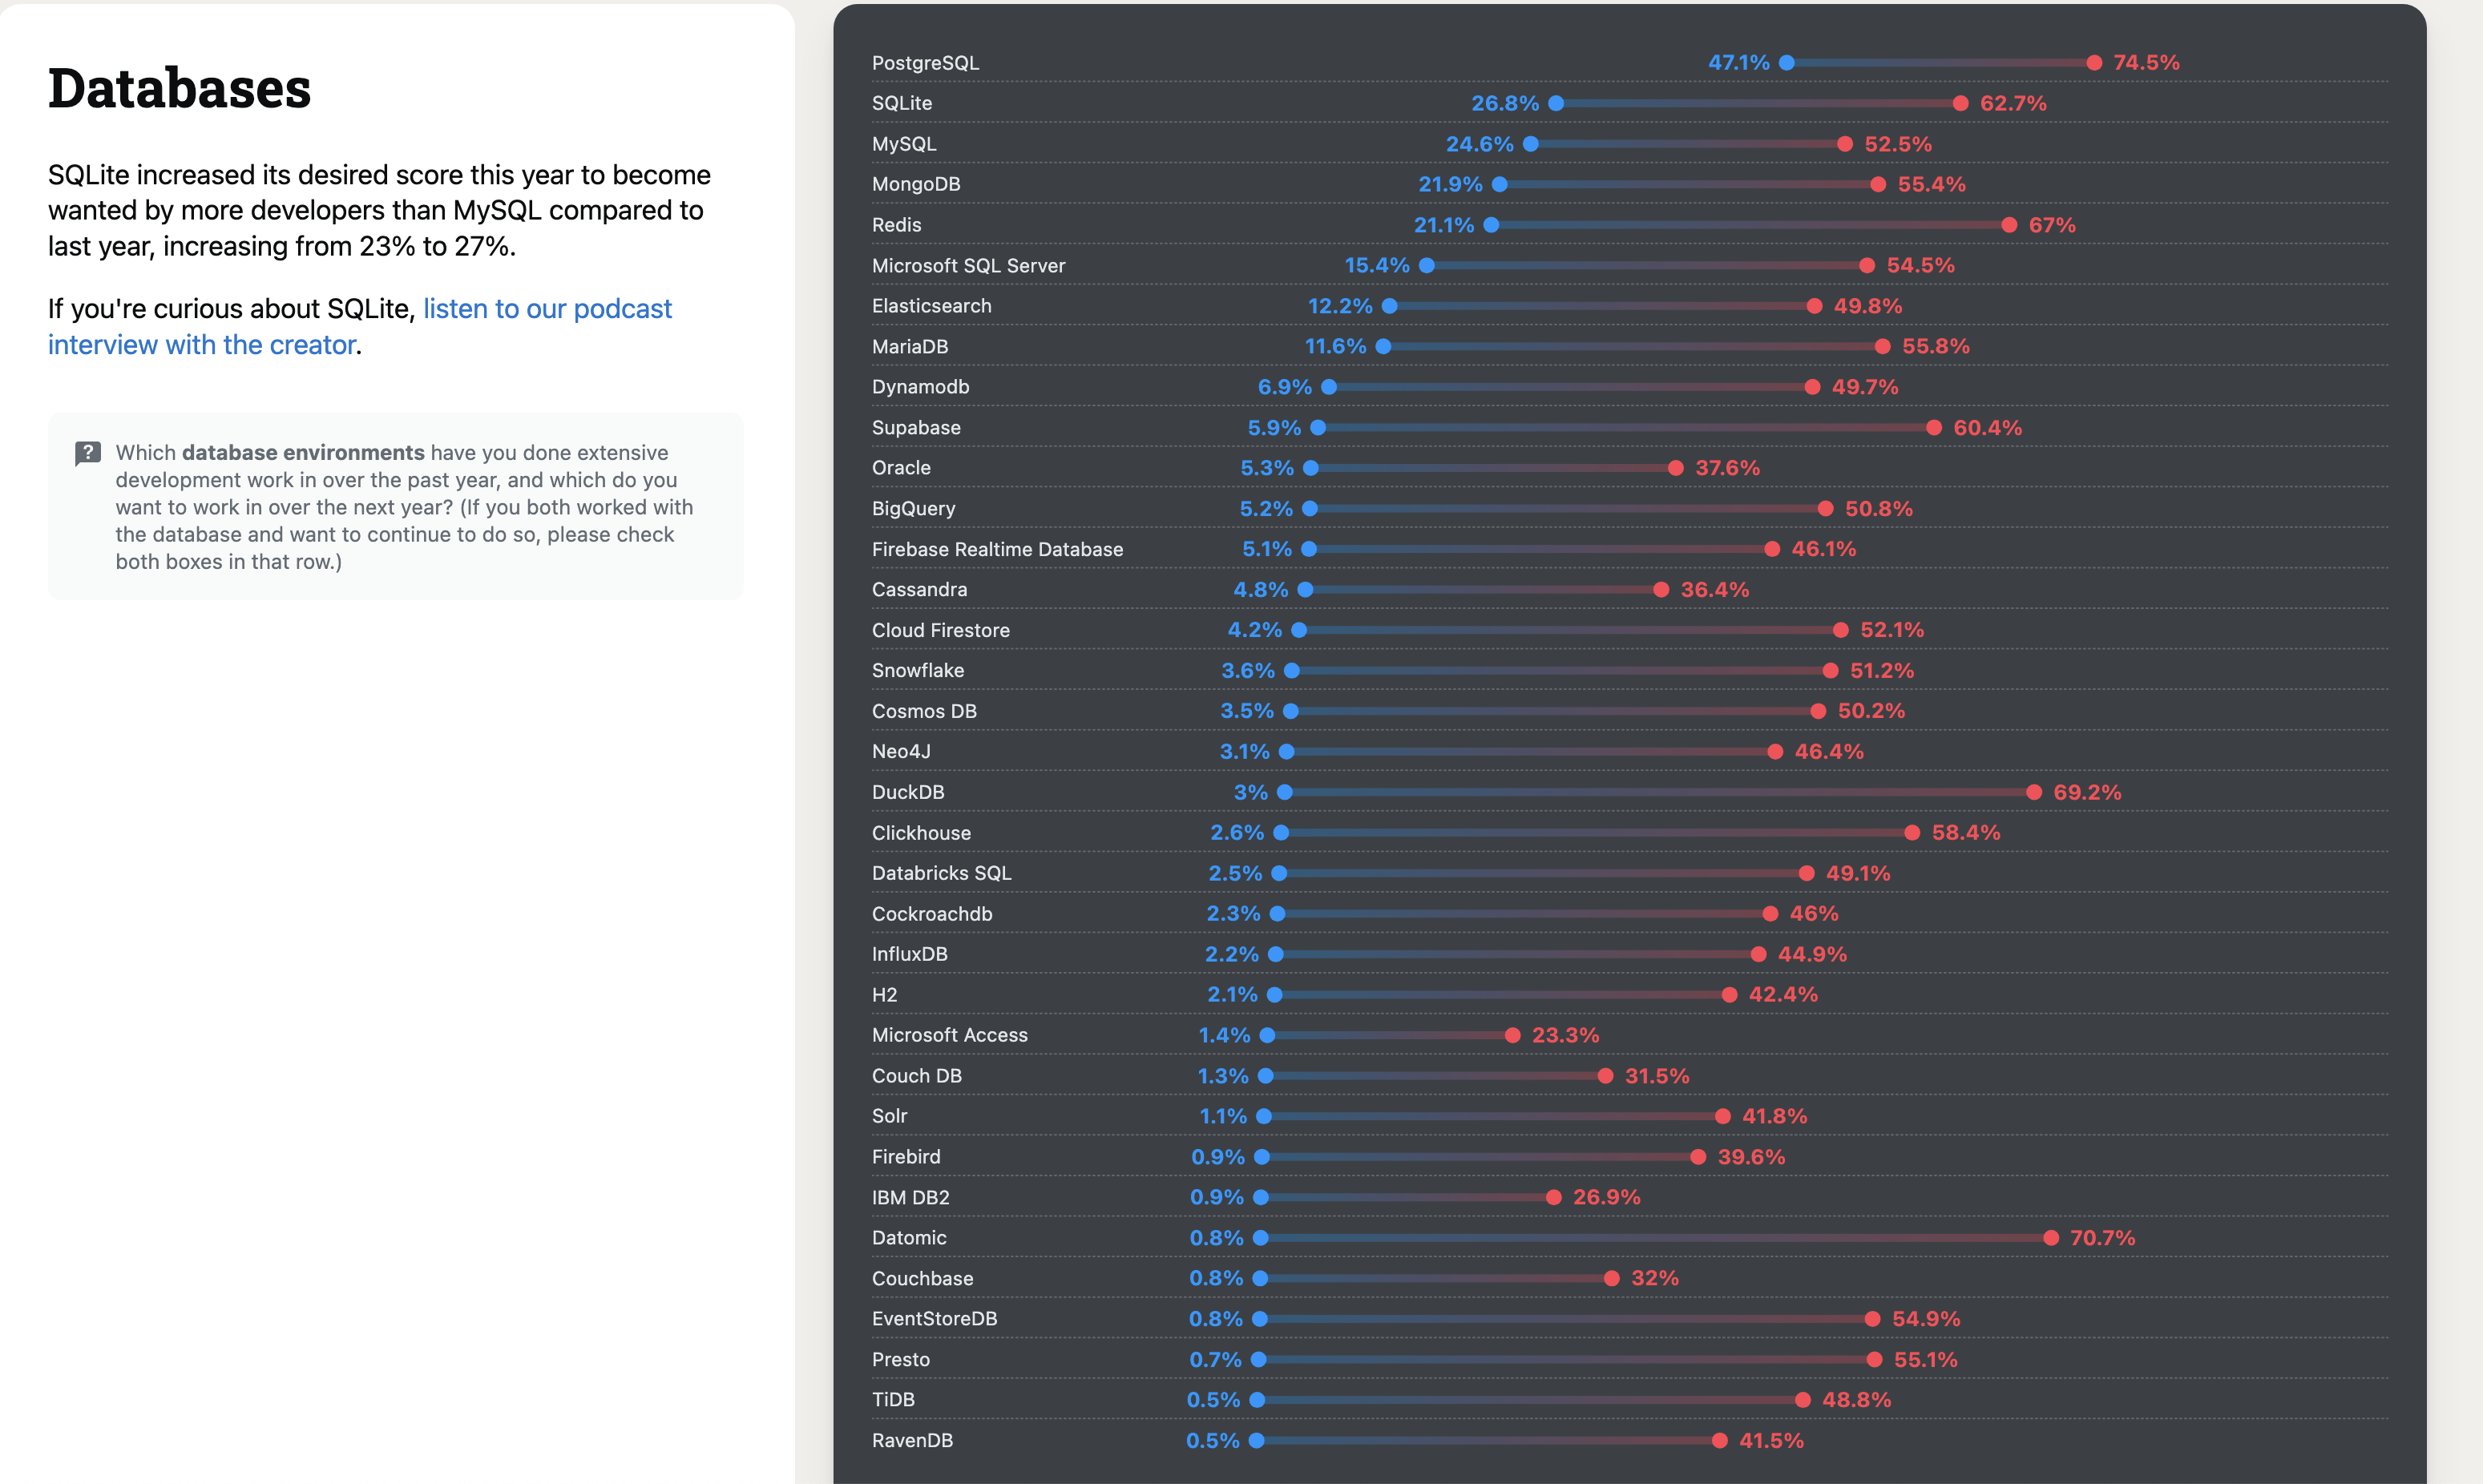 Databases
SQLite increased its desired score this year to become
wanted by more developers than MySQL compared to
last year, increasing from 23% to 27%.
If you're curious about SQLite, listen to our podcast
interview with the creator.
?
Which database environments have you done extensive
development work in over the past year, and which do you
want to work in over the next year? (If you both worked with
the database and want to continue to do so, please check
both boxes in that row.)
PostgreSQL 47.1% 74.5%
SQLite 26.8% 62.7%
MySQL 24.6% 52.5%
MongoDB 21.9% 55.4%
Redis 21.1% 67%
Microsoft SQL Server 15.4% 54.5%
Elasticsearch 12.2% 49.8%
MariaDB 11.6% 55.8%
Dynamodb 6.9% 49.7%
Supabase 5.9% 60.4%
Oracle 5.3% 37.6%
BigQuery 5.2% 50.8%
Firebase Realtime Database 5.1% 46.1%
Cassandra 4.8% 36.4%
Cloud Firestore 4.2% 52.1%
Snowflake 3.6% 51.2%
Cosmos DB 3.5% 50.2%
Neo4J 3.1% 46.4%
DuckDB 3% 69.2%
Clickhouse 2.6% 58.4%
Databricks SQL 2.5% 49.1%
Cockroachdb 2.3% 46%
InfluxDB 2.2% 44.9%
H2 2.1% 42.4%
Microsoft Access 1.4% 23.3%
Couch DB 1.3% 31.5%
Solr 1.1% 41.8%
Firebird 0.9% 39.6%
IBM DB2 0.9% 26.9%
Datomic 0.8% 70.7%
Couchbase 0.8% 32%
EventStoreDB 0.8% 54.9%
Presto 0.7% 55.1%
TiDB 0.5% 48.8%
RavenDB 0.5% 41.5%